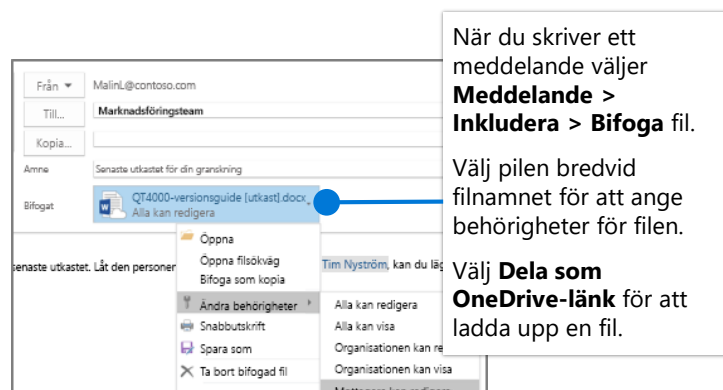 När du skriver ett
meddelande väljer
Meddelande >
Inkludera > Bifoga fil.
Välj pilen bredvid
filnamnet för att ange
behörigheter för filen.
Välj Dela som
OneDrive-länk för att
ladda upp en fil.
Från MalinL@contoso.com
Till... Marknadsföringsteam
Kopia...
Ämne Senaste utkastet för din granskning
Bifogat QT4000-versionsguide [utkast].docx
Alla kan redigera
senaste utkastet. Låt den personer Tim Nyström, kan du läg
Öppna
Öppna filsökväg
Bifoga som kopia
Ändra behörigheter
Snabbutskrift
Spara som
Ta bort bifogad fil
Alla kan redigera
Alla kan visa
Organisationen kan re
Organisationen kan visa